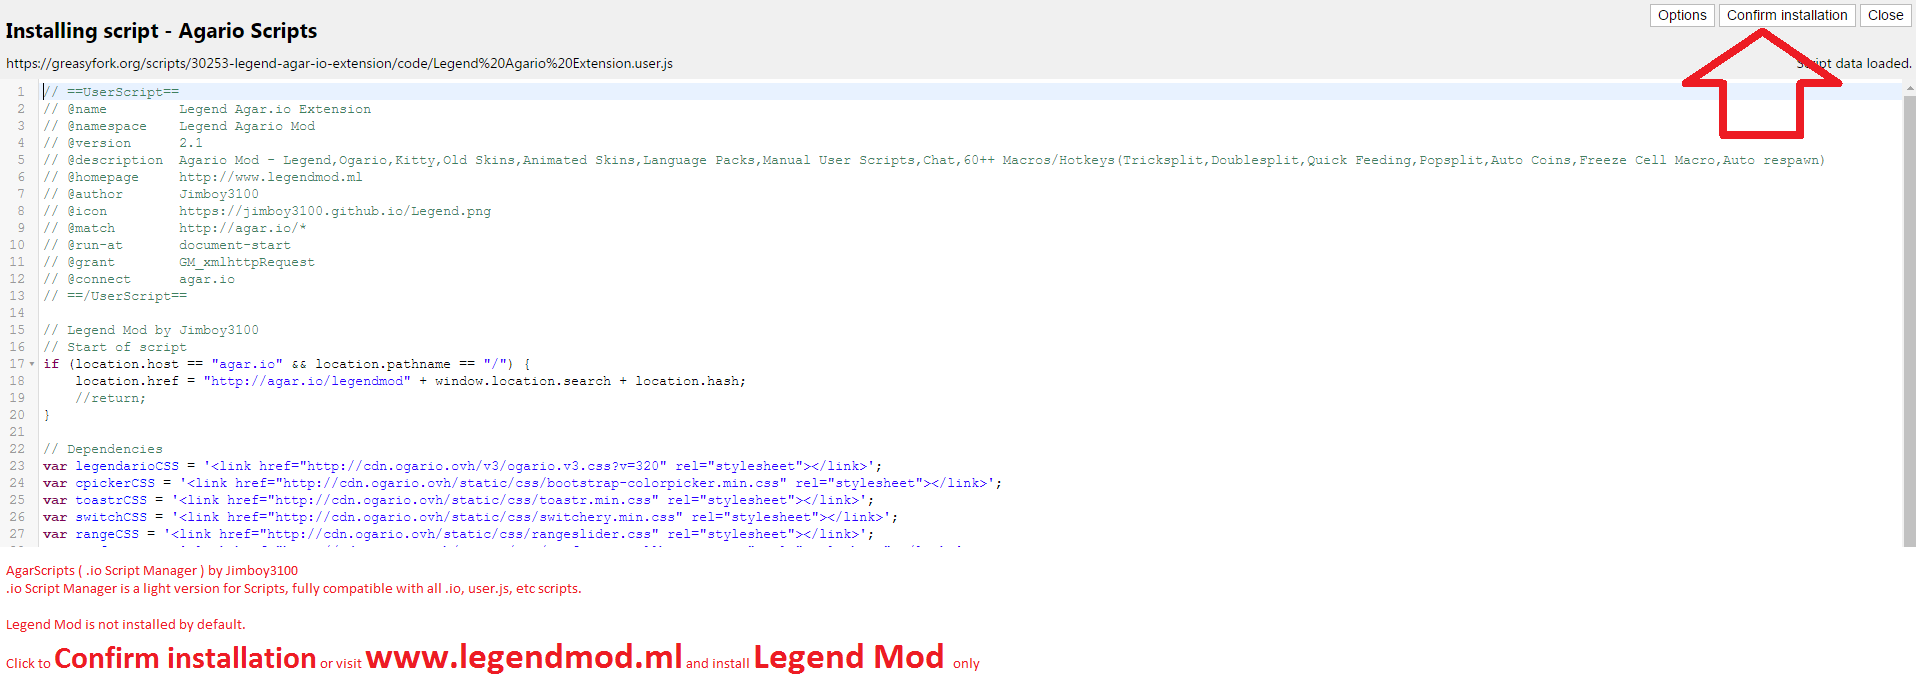 Options Confirm installation Close
Installing script - Agario Scripts
https://greasyfork.org/scripts/30253-legend-agar-io-extension/code/Legend%20Agario%20Extension.user.js
Script data loaded.
1 // ==UserScript==
2 // @name Legend Agar.io Extension
3 // @namespace Legend Agario Mod
4 // @version 2.1
5 // @description Agario Mod - Legend,Ogario,Kitty,Old Skins,Animated Skins,Language Packs,Manual User Scripts,Chat,60++ Macros/Hotkeys(Tricksplit,Doublesplit,Quick Feeding,Popsplit,Auto Coins,Freeze Cell Macro,Auto respawn)
6 // @homepage http://www.legendmod.ml
7 // @author Jimboy3100
8 // @icon https://jimboy3100.github.io/Legend.png
9 // @match http://agar.io/*
10 // @run-at document-start
11 // @grant GM_xmlhttpRequest
12 // @connect agar.io
13 // ==/UserScript==
14
15 // Legend Mod by Jimboy3100
16 // Start of script
17 if (location.host == "agar.io" && location.pathname == "/") {
18 location.href = "http://agar.io/legendmod" + window.location.search + location.hash;
19 //return;
20 }
21
22 // Dependencies
23 var legendarioCSS = '<link href="http://cdn.ogario.ovh/v3/ogario.v3.css?v=320" rel="stylesheet"></link>';
24 var cpickerCSS = '<link href="http://cdn.ogario.ovh/static/css/bootstrap-colorpicker.min.css" rel="stylesheet"></link>';
25 var toastrCSS = '<link href="http://cdn.ogario.ovh/static/css/toastr.min.css" rel="stylesheet"></link>';
26 var switchCSS = '<link href="http://cdn.ogario.ovh/static/css/switchery.min.css" rel="stylesheet"></link>';
27 var rangeCSS = '<link href="http://cdn.ogario.ovh/static/css/rangeslider.css" rel="stylesheet"></link>';
AgarScripts ( .io Script Manager ) by Jimboy3100
.io Script Manager is a light version for Scripts, fully compatible with all .io, user.js, etc scripts.
Legend Mod is not installed by default.
Click to Confirm installation or visit www.legendmod.ml and install Legend Mod only